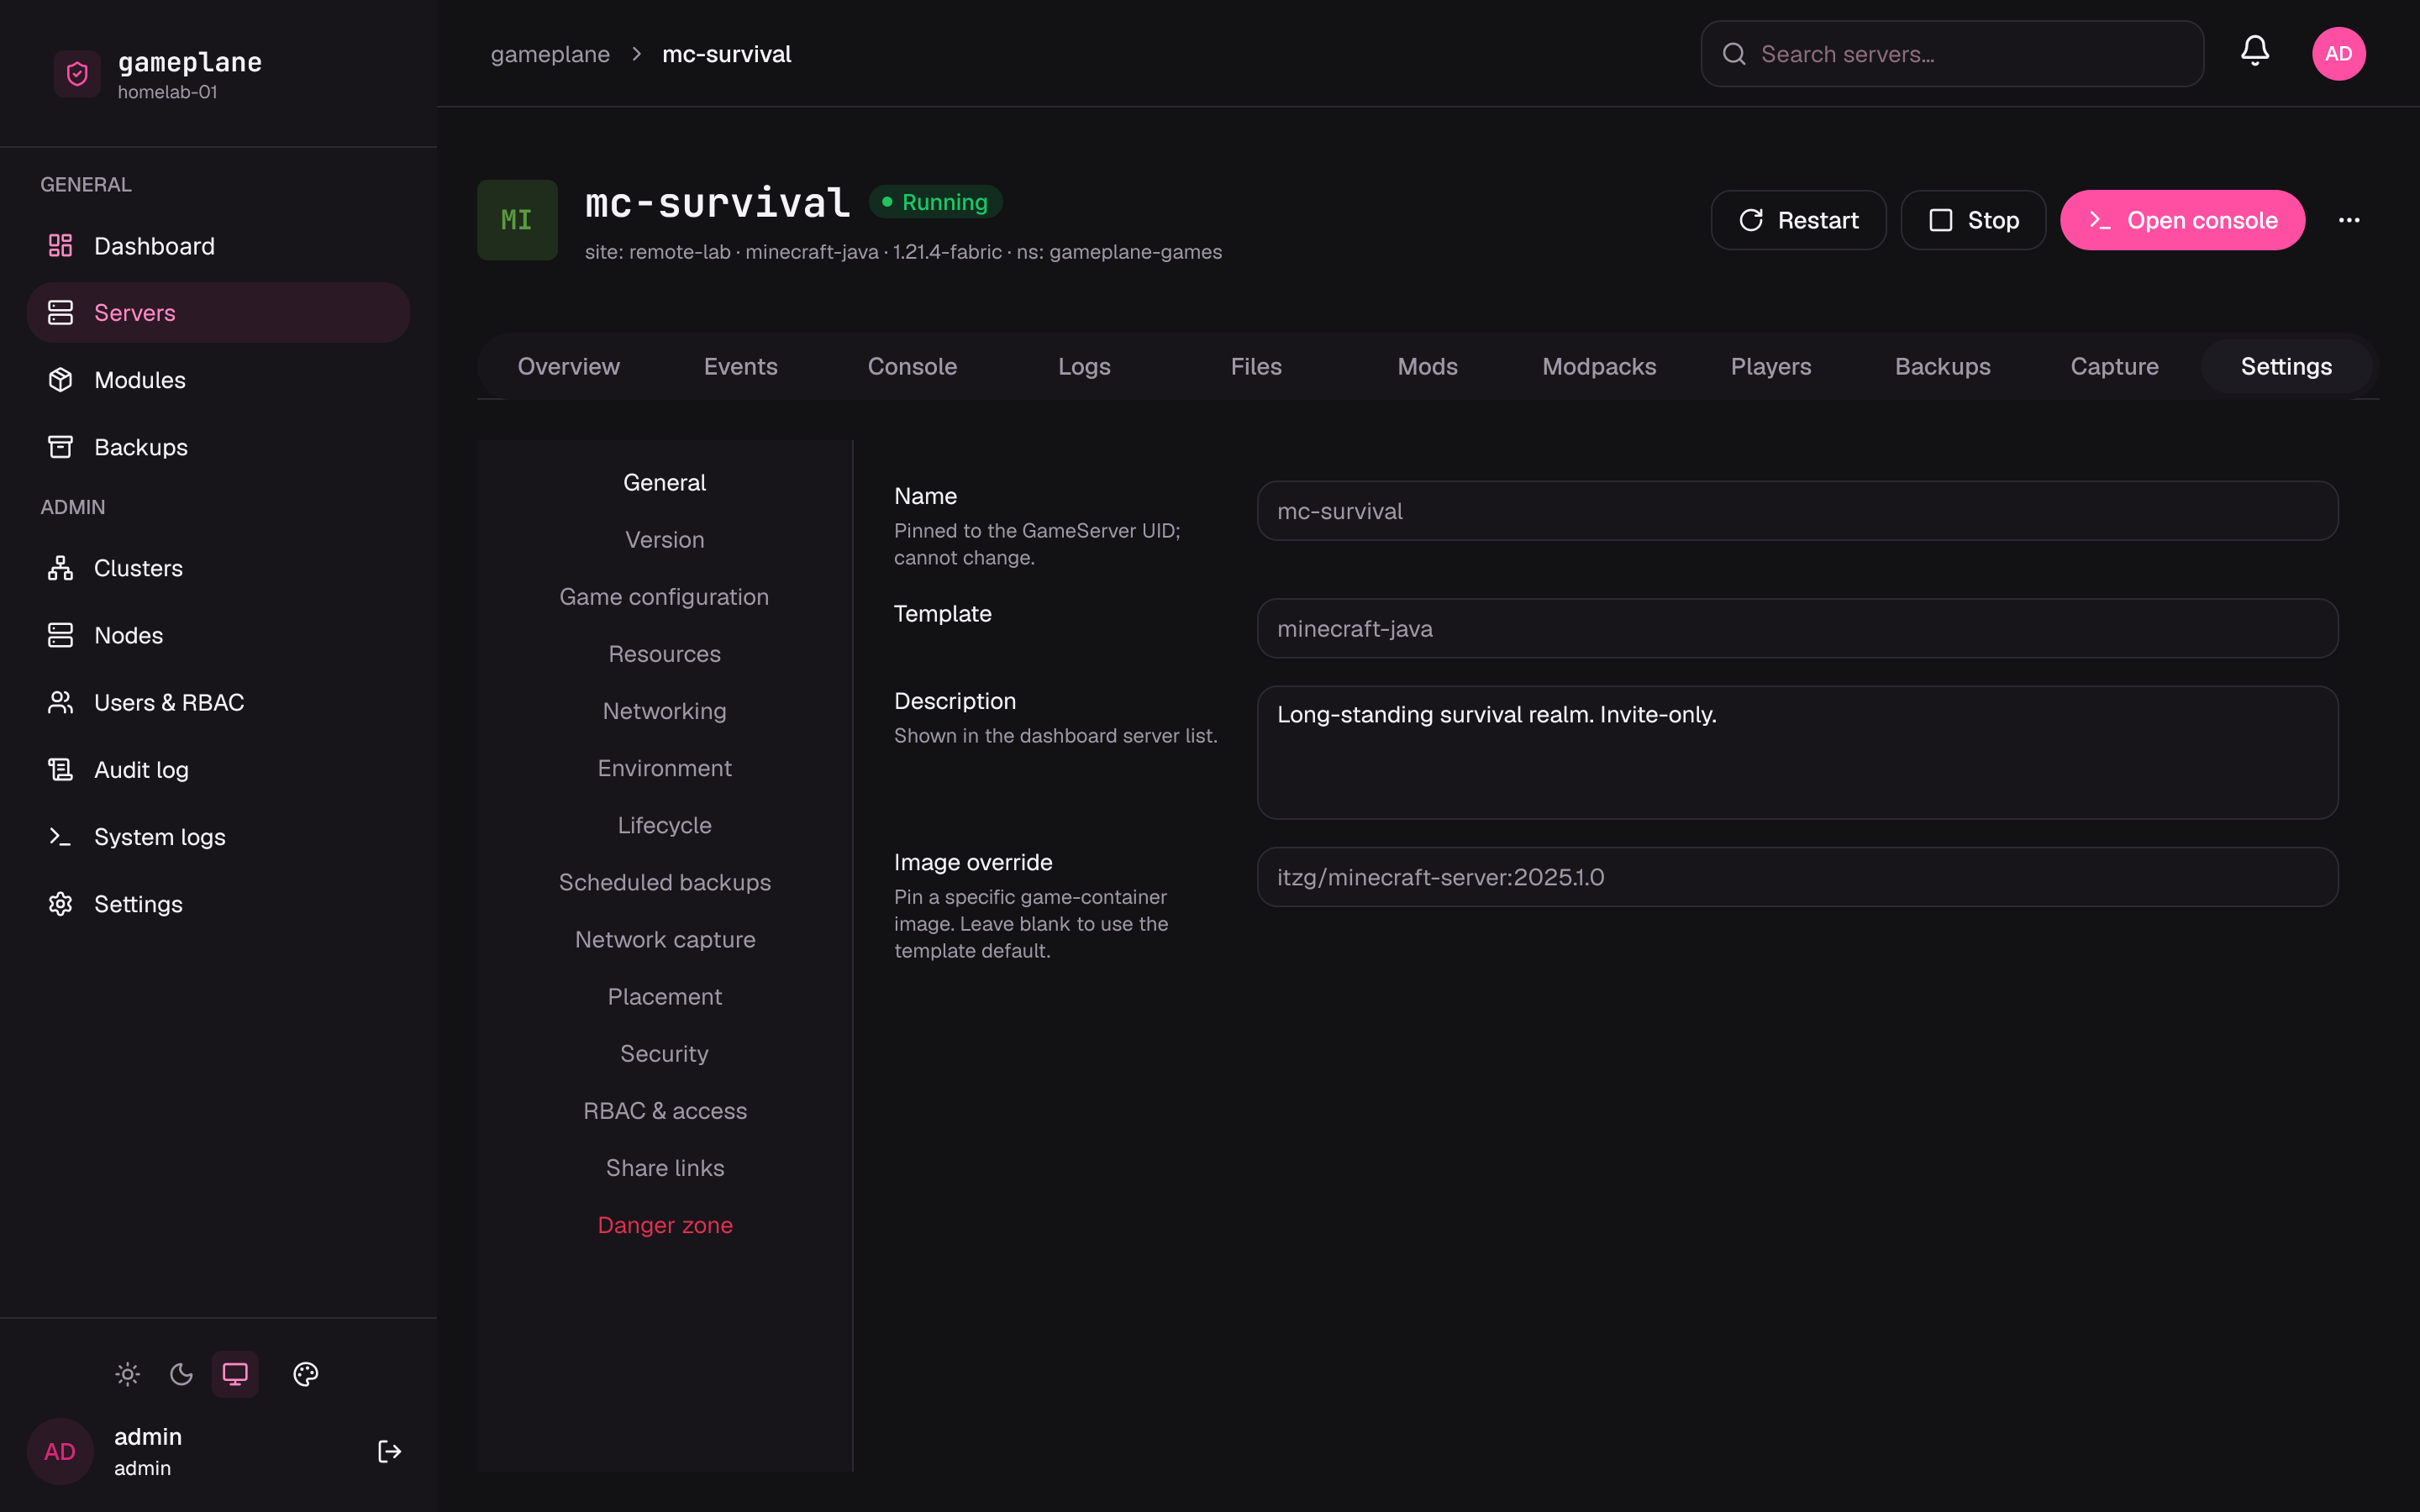 gameplane
homelab-01
GENERAL
Dashboard
Servers
Modules
Backups
ADMIN
Clusters
Nodes
Users & RBAC
Audit log
System logs
Settings
AD
admin
admin
gameplane > mc-survival
Search servers...
AD
MI
mc-survival
Running
site: remote-lab · minecraft-java · 1.21.4-fabric · ns: gameplane-games
Restart
Stop
Open console
Overview
Events
Console
Logs
Files
Mods
Modpacks
Players
Backups
Capture
Settings
General
Version
Game configuration
Resources
Networking
Environment
Lifecycle
Scheduled backups
Network capture
Placement
Security
RBAC & access
Share links
Danger zone
Name
Pinned to the GameServer UID;
cannot change.
mc-survival
Template
minecraft-java
Description
Shown in the dashboard server list.
Long-standing survival realm. Invite-only.
Image override
Pin a specific game-container
image. Leave blank to use the
template default.
itzg/minecraft-server:2025.1.0